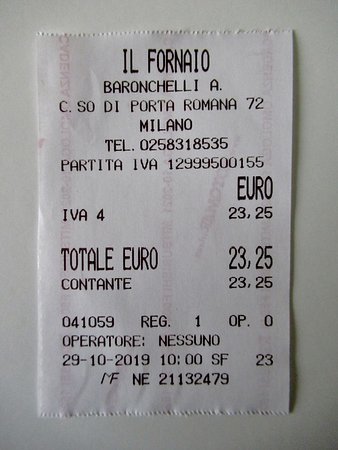 IL FORNAIO
BARONCHELLI A.
C.SO DI PORTA ROMANA 72
MILANO
TEL.0258318535
PARTITA IVA 12999500155
EURO
IVA 4 23,25
TOTALE EURO 23,25
CONTANTE 23,25
041059 REG. 1 OP. 0
OPERATORE: NESSUNO
29-10-2019 10:00 SF 23
MF NE 21132479